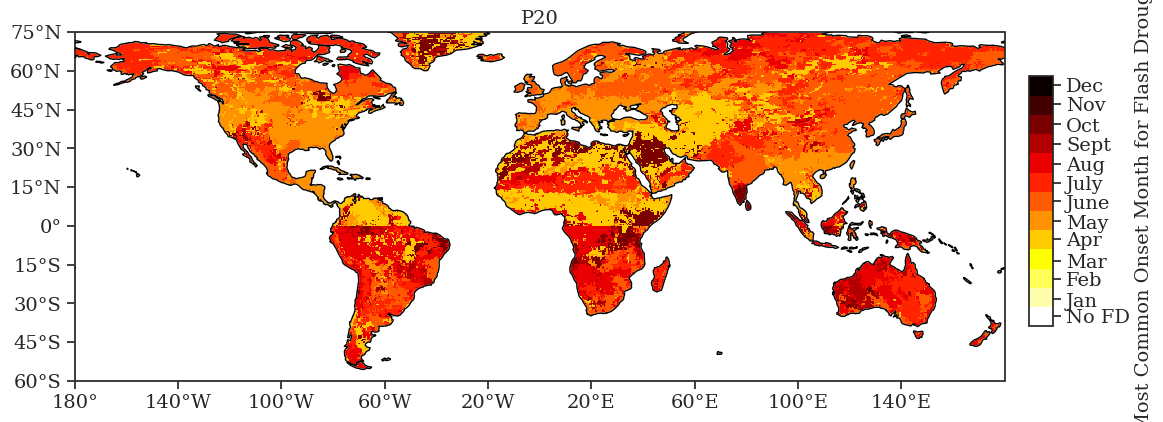 P20
75°N
60°N
45°N
30°N
15°N
0°
15°S
30°S
45°S
60°S
180°
140°W
100°W
60°W
20°W
20°E
60°E
100°E
140°E
Dec
Nov
Oct
Sept
Aug
July
June
May
Apr
Mar
Feb
Jan
No FD
Most Common Onset Month for Flash Droug